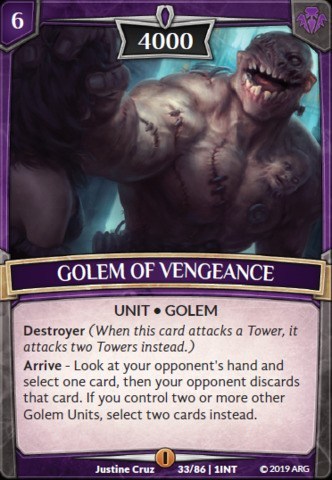 6
4000
GOLEM OF VENGEANCE
UNIT • GOLEM
Destroyer (When this card attacks a Tower, it
attacks two Towers instead.)
Arrive - Look at your opponent's hand and
select one card, then your opponent discards
that card. If you control two or more other
Golem Units, select two cards instead.
Justine Cruz 33/86 | 1INT © 2019 ARG